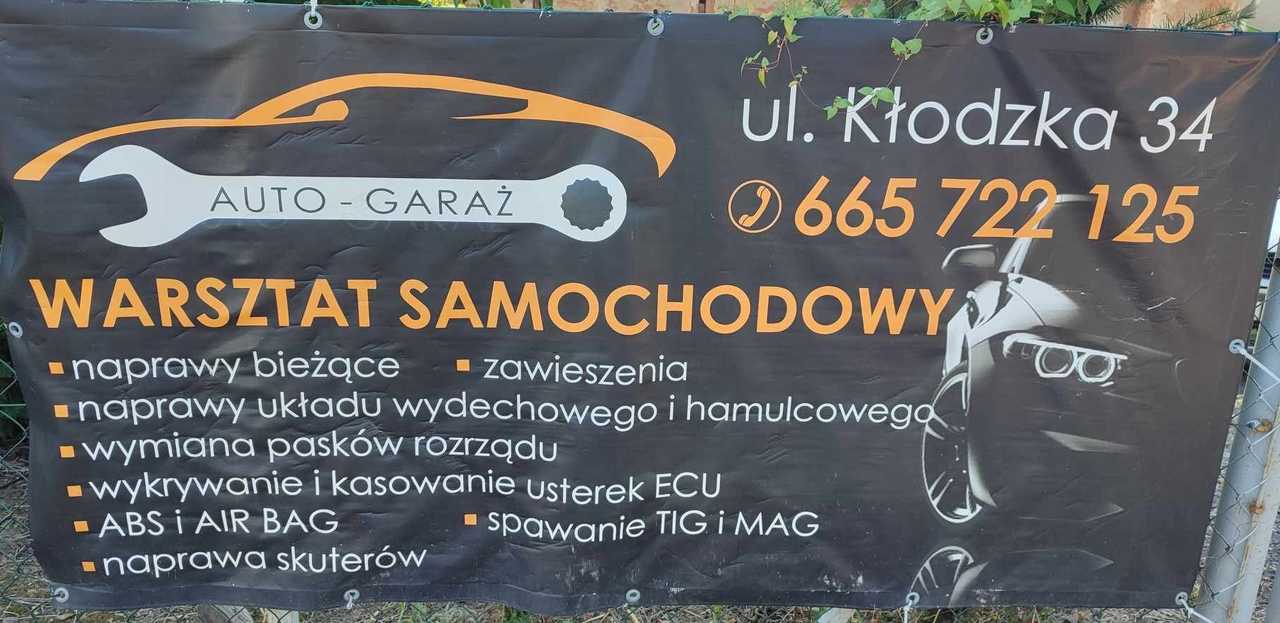 AUTO - GARAŻ
ul. Kłodzka 34
665 722 125
WARSZTAT SAMOCHODOWY
▪ naprawy bieżące ▪ zawieszenia
▪ naprawy układu wydechowego i hamulcowego
▪ wymiana pasków rozrządu
▪ wykrywanie i kasowanie usterek ECU
▪ ABS i AIR BAG ▪ spawanie TIG i MAG
▪ naprawa skuterów